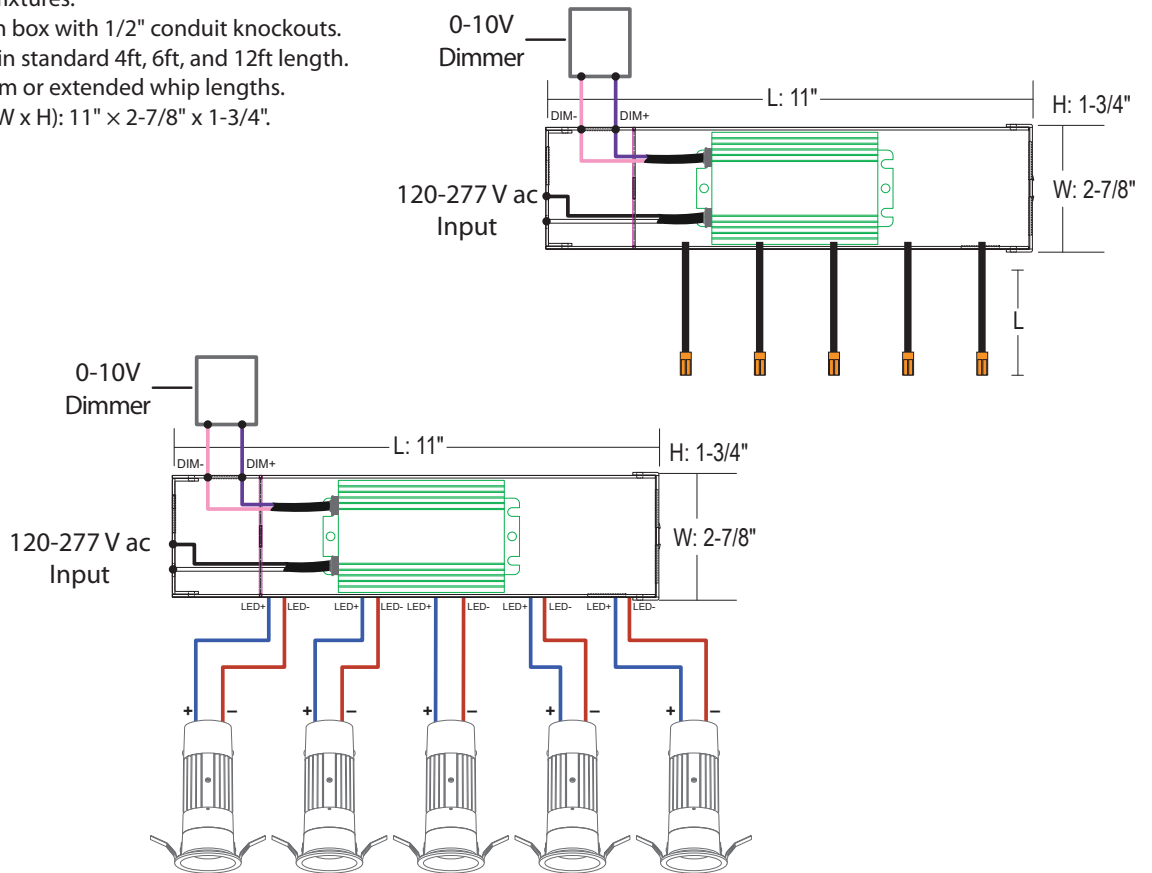 ixtures.
n box with 1/2" conduit knockouts.
in standard 4ft, 6ft, and 12ft length.
m or extended whip lengths.
W x H): 11" × 2-7/8" x 1-3/4".
0-10V
Dimmer
L: 11"
H: 1-3/4"
DIM- DIM+
120-277 V ac
Input
W: 2-7/8"
L
0-10V
Dimmer
L: 11"
H: 1-3/4"
DIM- DIM+
120-277 V ac
Input
W: 2-7/8"
LED+ LED- LED+ LED- LED+ LED- LED+ LED- LED+ LED-
+ – + – + – + – + –